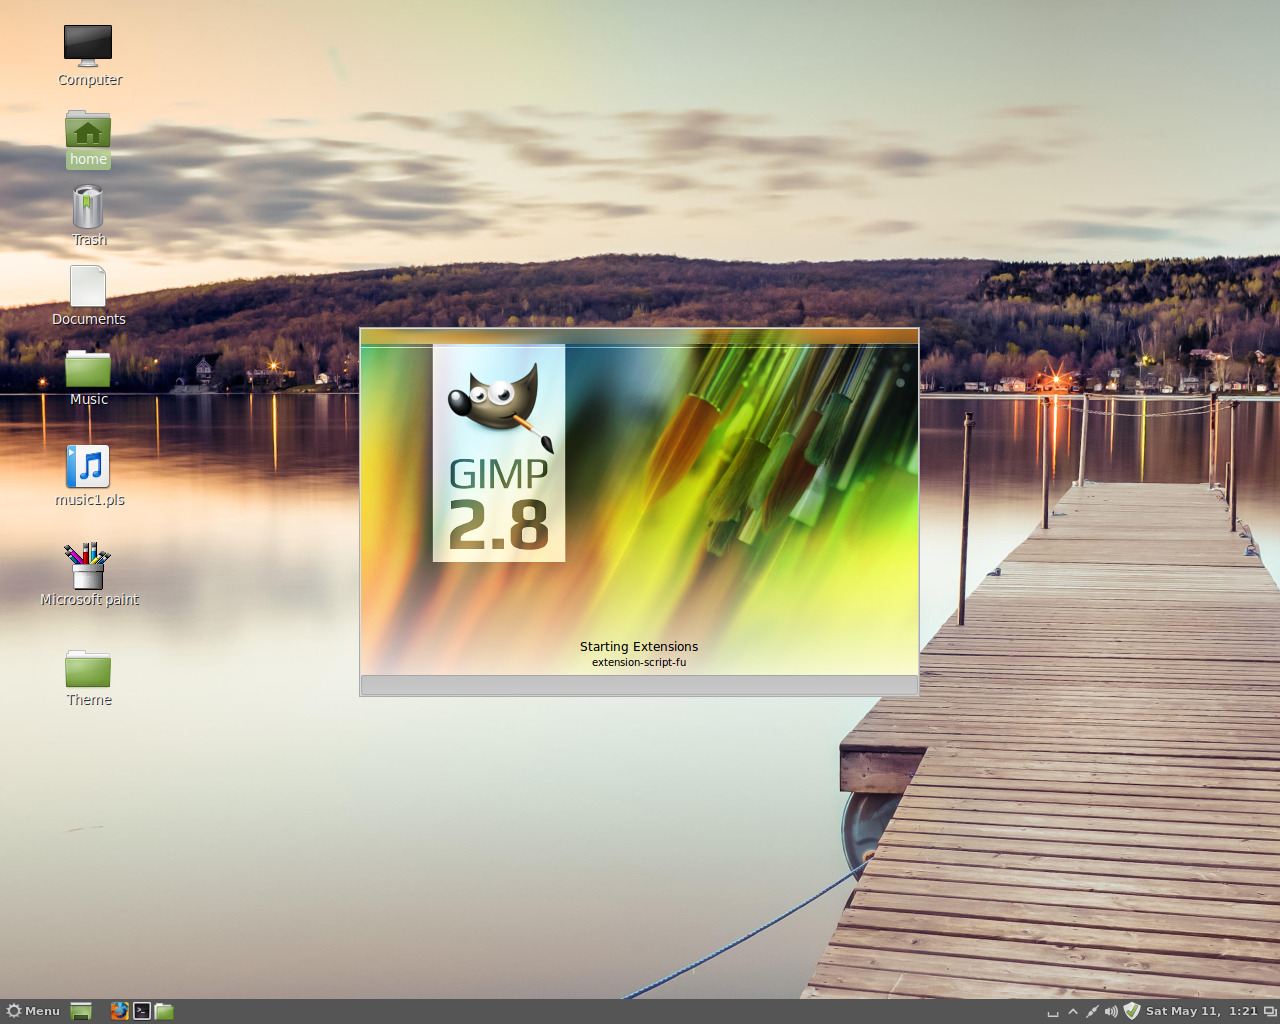 Computer
home
Trash
Documents
Music
music1.pls
Microsoft paint
Theme
GIMP
2.8
Starting Extensions
extension-script-fu
Menu
Sat May 11, 1:21